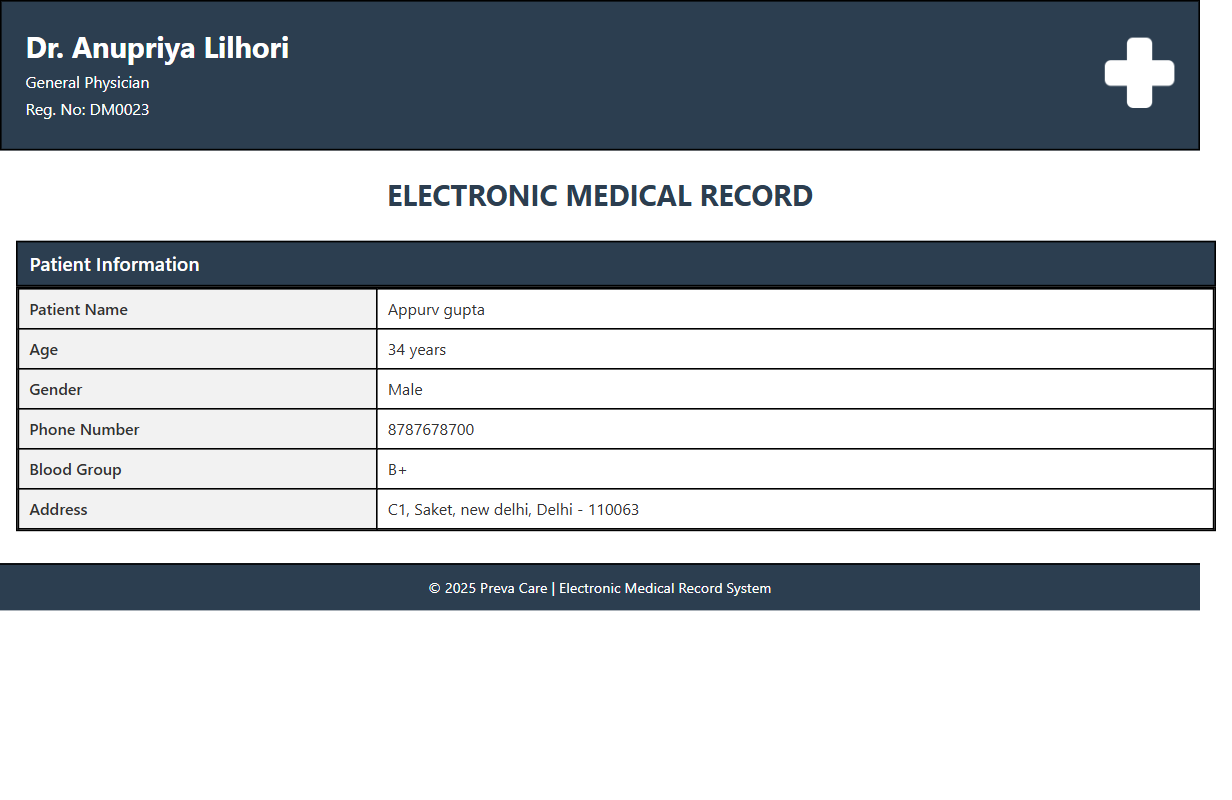 Dr. Anupriya Lilhori
General Physician
Reg. No: DM0023
ELECTRONIC MEDICAL RECORD
Patient Information
Patient Name Appurv gupta
Age 34 years
Gender Male
Phone Number 8787678700
Blood Group B+
Address C1, Saket, new delhi, Delhi - 110063
© 2025 Preva Care | Electronic Medical Record System